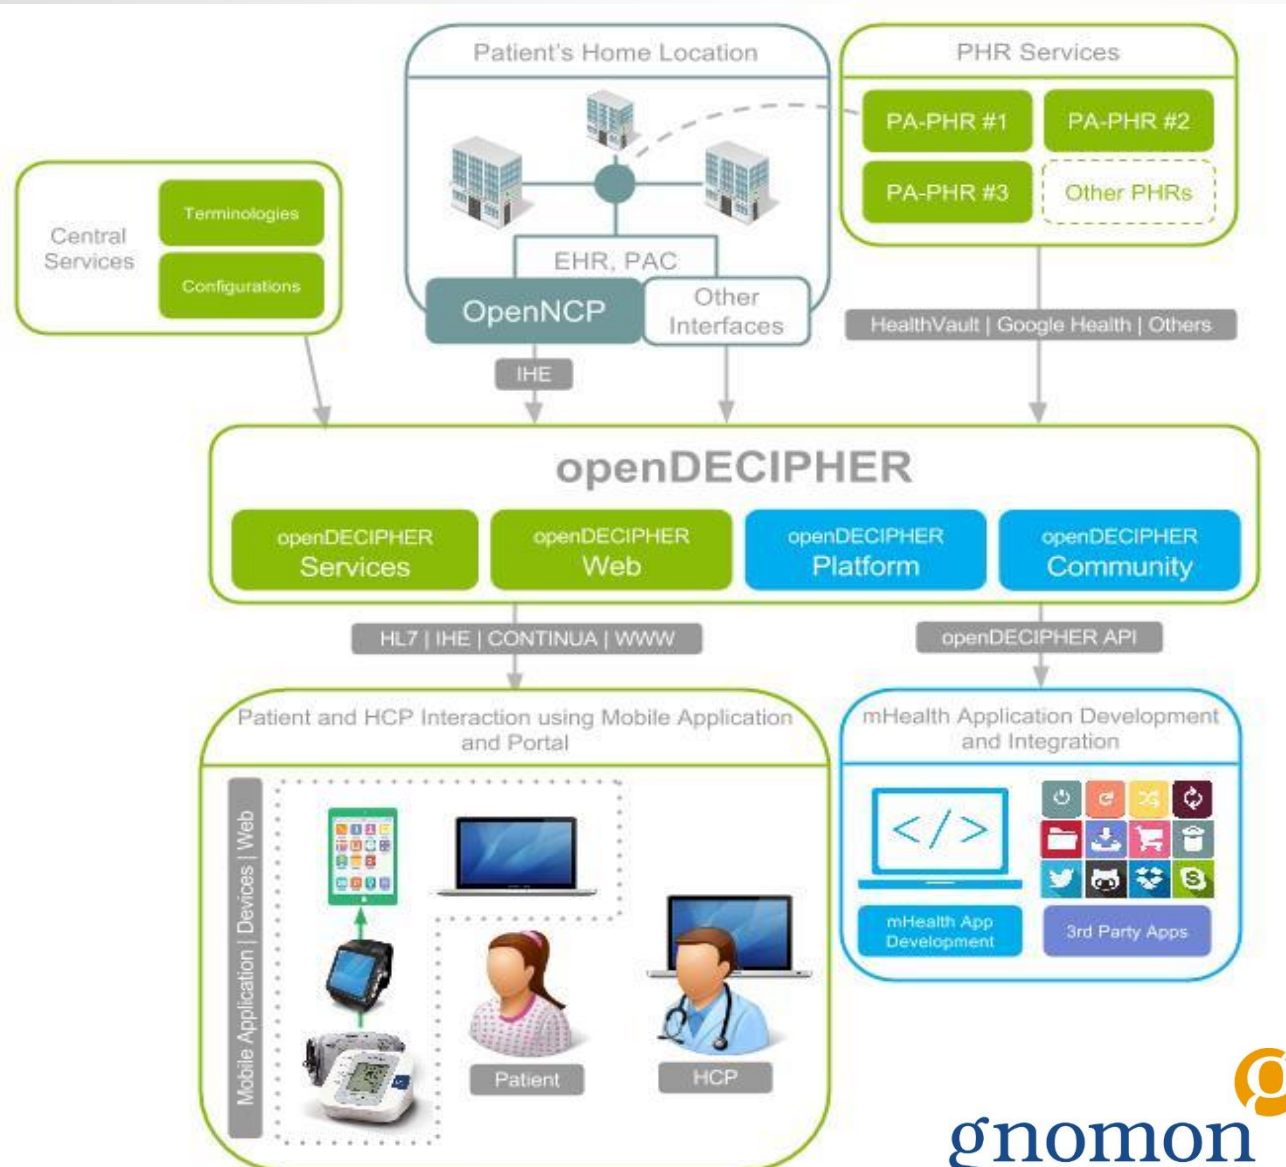 Patient's Home Location
PHR Services
PA-PHR #1
PA-PHR #2
PA-PHR #3
Other PHRs
Central
Services
Terminologies
Configurations
EHR, PAC
OpenNCP
Other
Interfaces
HealthVault | Google Health | Others
IHE
openDECIPHER
openDECIPHER
Services
openDECIPHER
Web
openDECIPHER
Platform
openDECIPHER
Community
HL7 | IHE | CONTINUA | WWW
openDECIPHER API
Patient and HCP Interaction using Mobile Application
and Portal
Mobile Application | Devices | Web
Patient
HCP
mHealth Application Development
and Integration
</>
mHealth App
Development
3rd Party Apps
gnomon